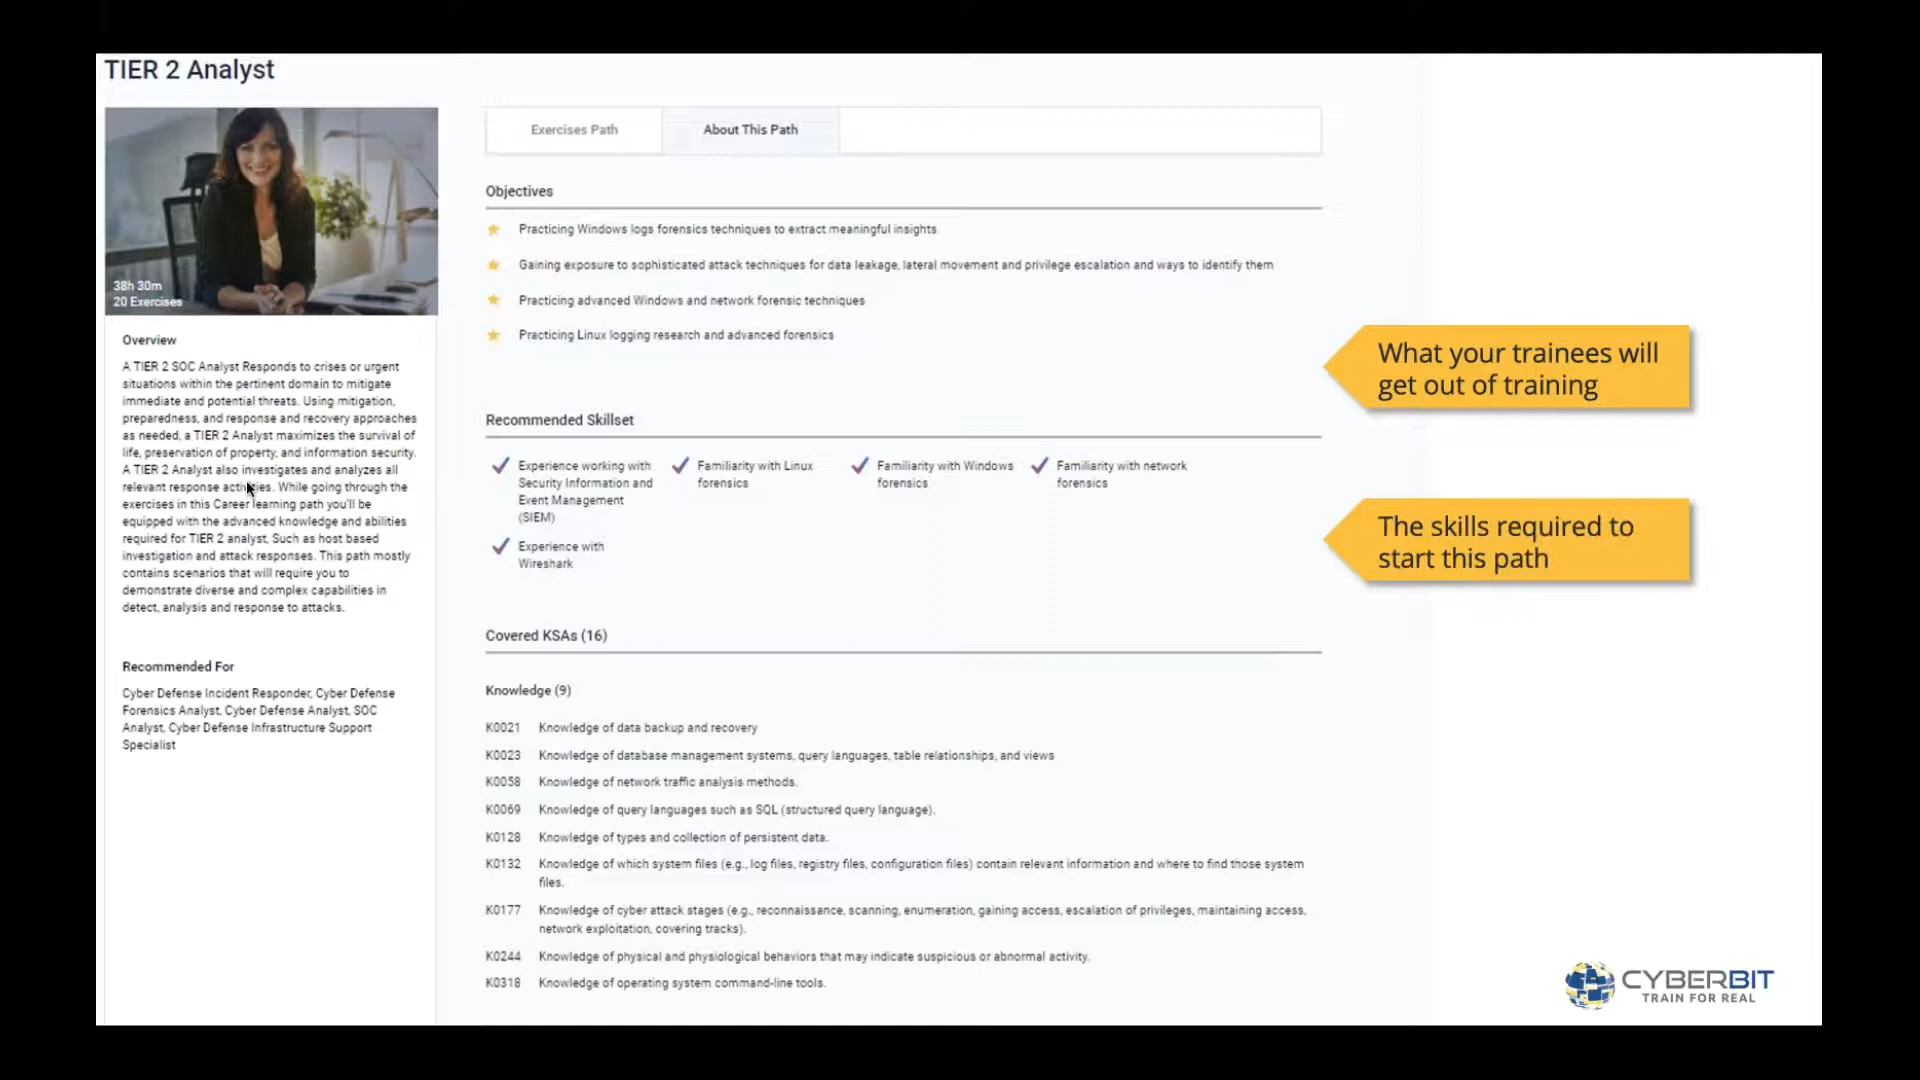 TIER 2 Analyst
38h 30m
20 Exercises
Overview
A TIER 2 SOC Analyst Responds to crises or urgent
situations within the pertinent domain to mitigate
immediate and potential threats. Using mitigation,
preparedness, and response and recovery approaches
as needed, a TIER 2 Analyst maximizes the survival of
life, preservation of property, and information security.
A TIER 2 Analyst also investigates and analyzes all
relevant response activities. While going through the
exercises in this Career learning path you'll be
equipped with the advanced knowledge and abilities
required for TIER 2 analyst, Such as host based
investigation and attack responses. This path mostly
contains scenarios that will require you to
demonstrate diverse and complex capabilities in
detect, analysis and response to attacks.
Recommended For
Cyber Defense Incident Responder, Cyber Defense
Forensics Analyst, Cyber Defense Analyst, SOC
Analyst, Cyber Defense Infrastructure Support
Specialist
Exercises Path
About This Path
Objectives
Practicing Windows logs forensics techniques to extract meaningful insights
Gaining exposure to sophisticated attack techniques for data leakage, lateral movement and privilege escalation and ways to identify them
Practicing advanced Windows and network forensic techniques
Practicing Linux logging research and advanced forensics
What your trainees will
get out of training
Recommended Skillset
Experience working with
Security Information and
Event Management
(SIEM)
Familiarity with Linux
forensics
Familiarity with Windows
forensics
Familiarity with network
forensics
Experience with
Wireshark
The skills required to
start this path
Covered KSAs (16)
Knowledge (9)
K0021 Knowledge of data backup and recovery
K0023 Knowledge of database management systems, query languages, table relationships, and views
K0058 Knowledge of network traffic analysis methods.
K0069 Knowledge of query languages such as SQL (structured query language).
K0128 Knowledge of types and collection of persistent data.
K0132 Knowledge of which system files (e.g., log files, registry files, configuration files) contain relevant information and where to find those system
files.
K0177 Knowledge of cyber attack stages (e.g., reconnaissance, scanning, enumeration, gaining access, escalation of privileges, maintaining access,
network exploitation, covering tracks).
K0244 Knowledge of physical and physiological behaviors that may indicate suspicious or abnormal activity.
K0318 Knowledge of operating system command-line tools.
CYBERBIT
TRAIN FOR REAL